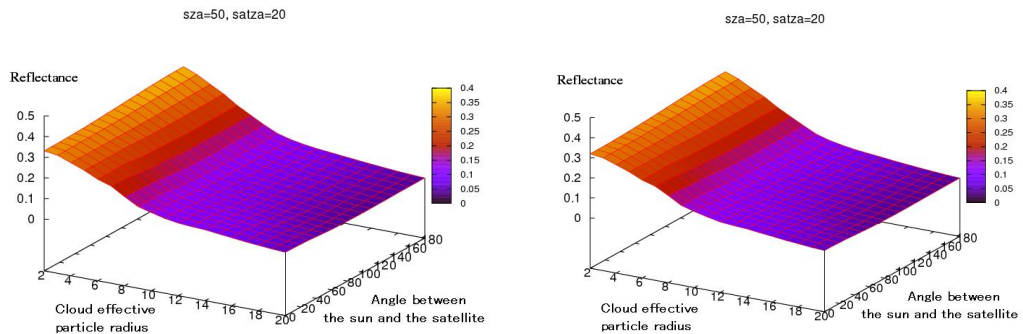 sza=50, satza=20
Reflectance
0.5
0.4
0.3
0.2
0.1
0
0.4
0.35
0.3
0.25
0.2
0.15
0.1
0.05
0
2 4 6 8 10 12 14 16 18 20
0 20 40 60 80 100 120 140 160 180
Cloud effective
particle radius
Angle between
the sun and the satellite
sza=50, satza=20
Reflectance
0.5
0.4
0.3
0.2
0.1
0
0.4
0.35
0.3
0.25
0.2
0.15
0.1
0.05
0
2 4 6 8 10 12 14 16 18 20
0 20 40 60 80 100 120 140 160 180
Cloud effective
particle radius
Angle between
the sun and the satellite